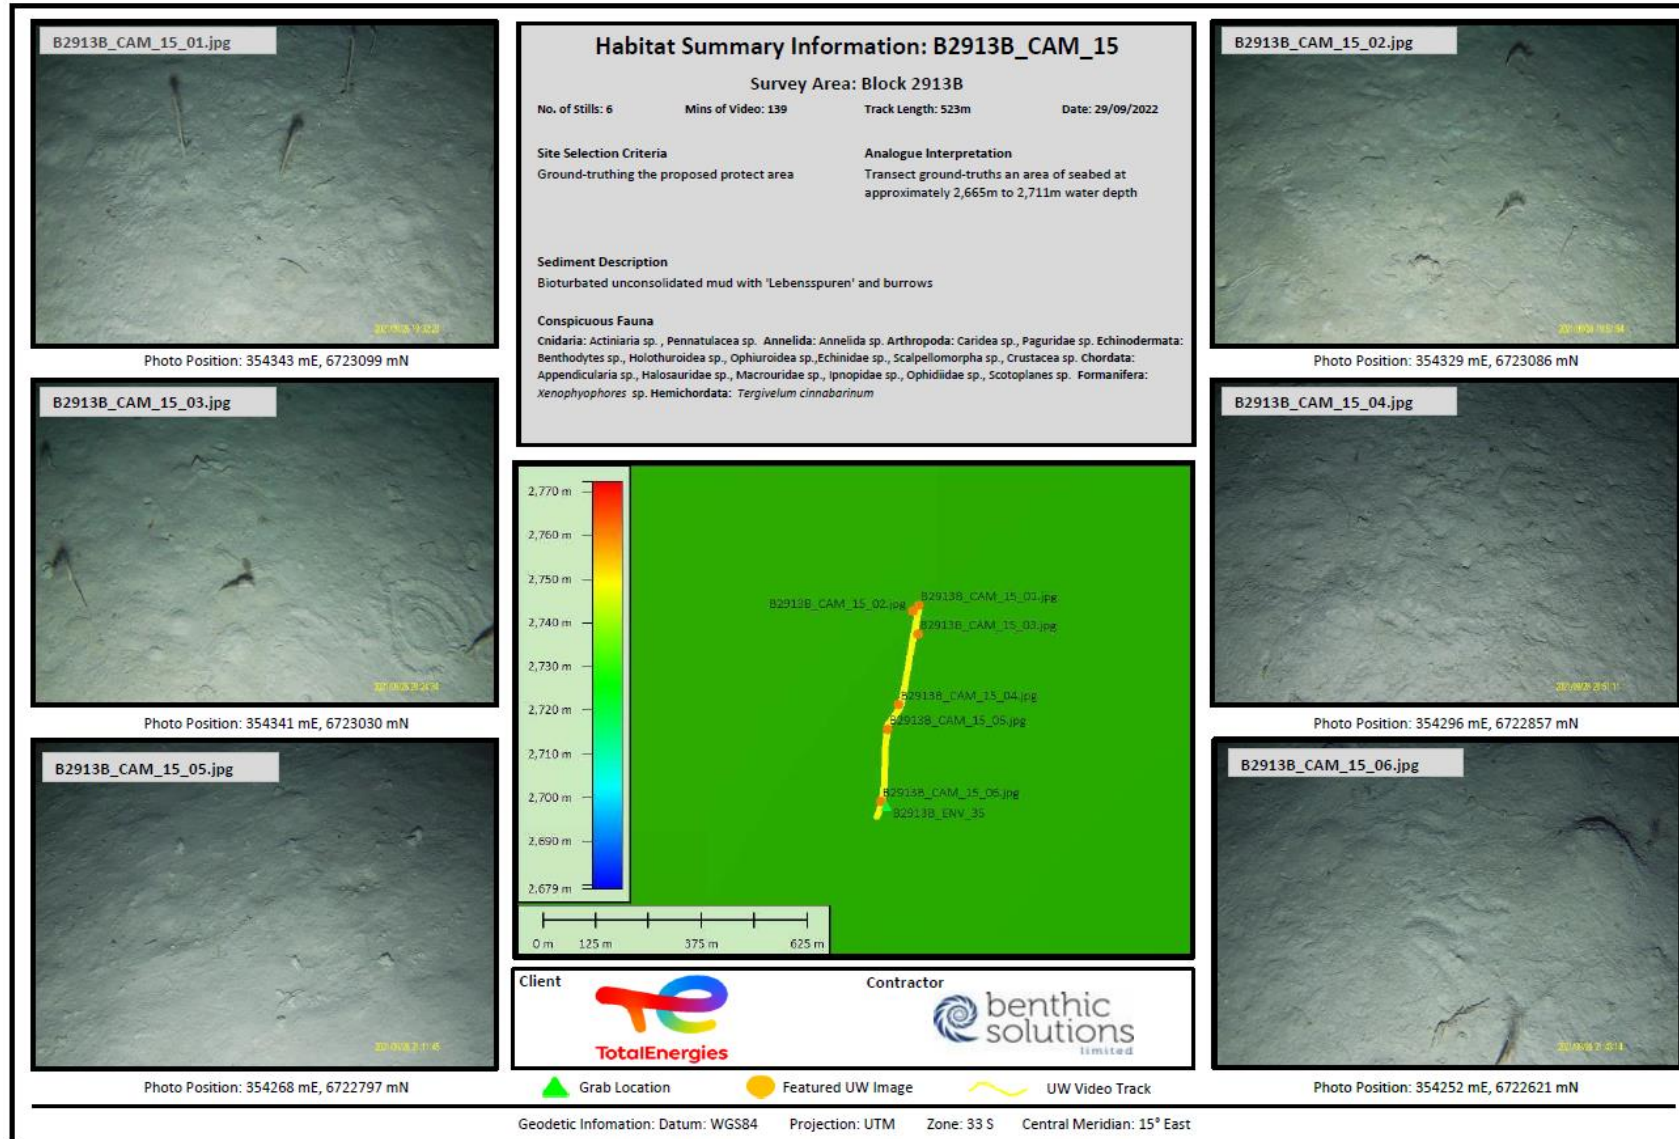 B2913B_CAM_15_01.jpg
Photo Position: 354343 mE, 6723099 mN
B2913B_CAM_15_03.jpg
Photo Position: 354341 mE, 6723030 mN
B2913B_CAM_15_05.jpg
Photo Position: 354268 mE, 6722797 mN
Habitat Summary Information: B2913B_CAM_15
Survey Area: Block 2913B
No. of Stills: 6 Mins of Video: 139 Track Length: 523m Date: 29/09/2022
Site Selection Criteria
Ground-truthing the proposed protect area
Analogue Interpretation
Transect ground-truths an area of seabed at
approximately 2,665m to 2,711m water depth
Sediment Description
Bioturbated unconsolidated mud with 'Lebensspuren' and burrows
Conspicuous Fauna
Cnidaria: Actiniaria sp. , Pennatulacea sp. Annelida: Annelida sp. Arthropoda: Caridea sp., Paguridae sp. Echinodermata:
Benthodytes sp., Holothuroidea sp., Ophiuroidea sp.,Echinidae sp., Scalpellomorpha sp., Crustacea sp. Chordata:
Appendicularia sp., Halosauridae sp., Macrouridae sp., Ipnopidae sp., Ophidiidae sp., Scotoplanes sp. Formanifera:
Xenophyophores sp. Hemichordata: Tergivelum cinnabarinum
2,770 m
2,760 m
2,750 m
2,740 m
2,730 m
2,720 m
2,710 m
2,700 m
2,690 m
2,679 m
0 m 125 m 375 m 625 m
B2913B_CAM_15_02.jpg
B2913B_CAM_15_01.jpg
B2913B_CAM_15_03.jpg
B2913B_CAM_15_04.jpg
B2913B_CAM_15_05.jpg
B2913B_CAM_15_06.jpg
B2913B_ENV_35
Client
TotalEnergies
Contractor
benthic
solutions
limited
Grab Location Featured UW Image UW Video Track
B2913B_CAM_15_02.jpg
Photo Position: 354329 mE, 6723086 mN
B2913B_CAM_15_04.jpg
Photo Position: 354296 mE, 6722857 mN
B2913B_CAM_15_06.jpg
Photo Position: 354252 mE, 6722621 mN
Geodetic Infomation: Datum: WGS84 Projection: UTM Zone: 33 S Central Meridian: 15° East